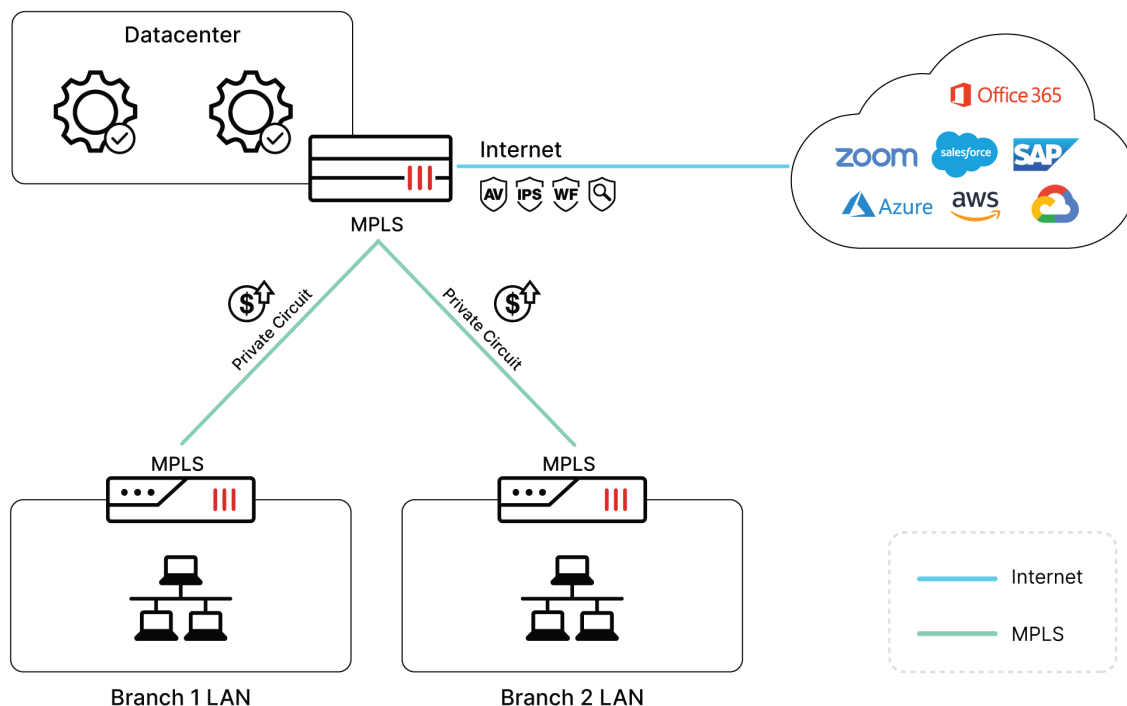 Datacenter
Internet
AV
IPS
WF
MPLS
Office 365
zoom
salesforce
SAP
Azure
aws
$
Private Circuit
$
Private Circuit
MPLS
MPLS
Branch 1 LAN
Branch 2 LAN
Internet
MPLS